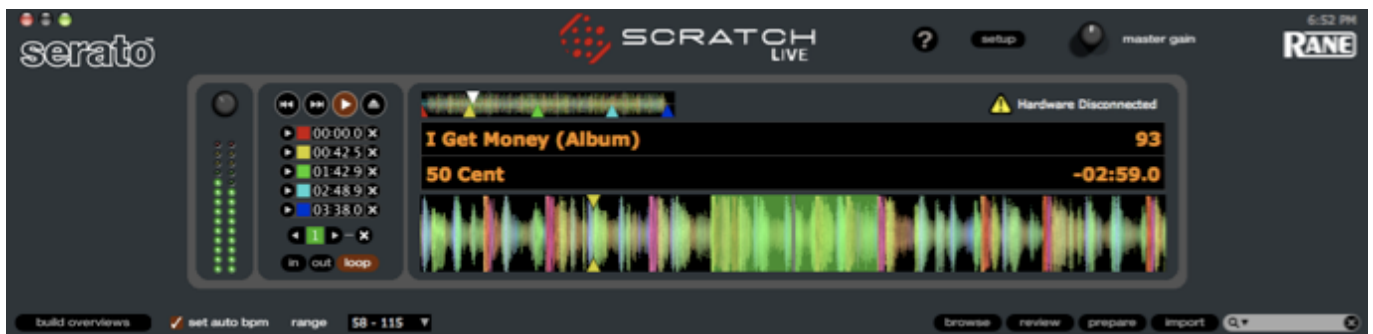 serato
SCRATCH
LIVE
?
setup
master gain
6:52 PM
RANE
Hardware Disconnected
00:00.0
00:42.5
01:42.9
02:48.9
03:38.0
1
in out loop
I Get Money (Album) 93
50 Cent -02:59.0
build overviews set auto bpm range 58 - 115 browse review prepare import